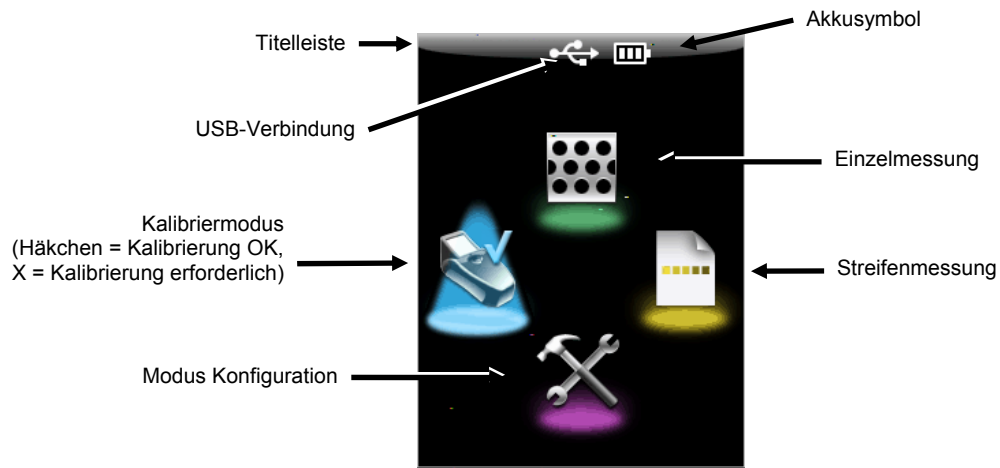 Titelleiste
Akkusymbol
USB-Verbindung
Einzelmessung
Kalibriermodus
(Häkchen = Kalibrierung OK,
X = Kalibrierung erforderlich)
Streifenmessung
Modus Konfiguration